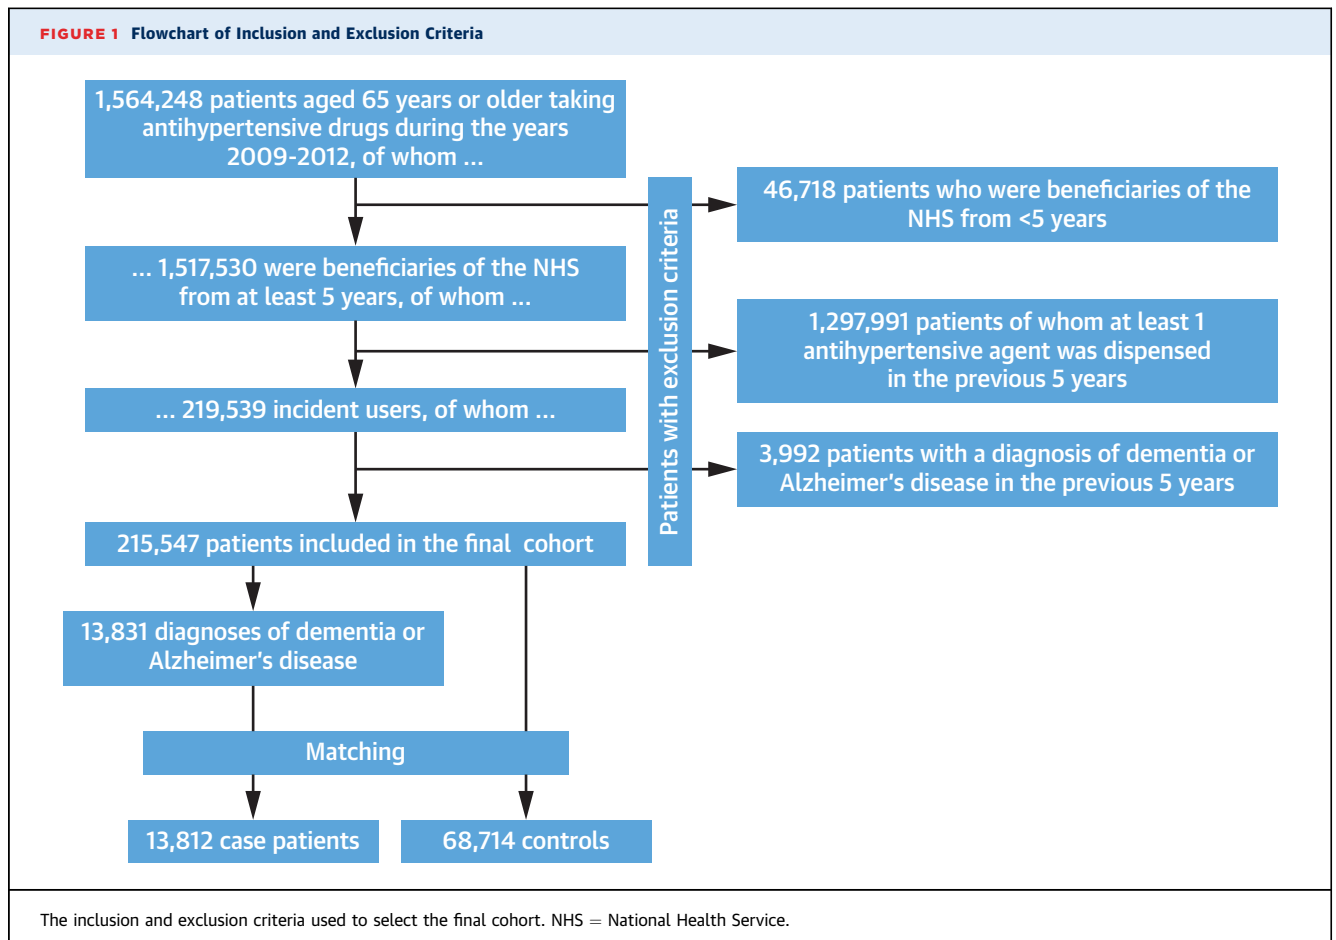 FIGURE 1 Flowchart of Inclusion and Exclusion Criteria
1,564,248 patients aged 65 years or older taking
antihypertensive drugs during the years
2009-2012, of whom ...
46,718 patients who were beneficiaries of the
NHS from <5 years
... 1,517,530 were beneficiaries of the NHS
from at least 5 years, of whom ...
Patients with exclusion criteria
1,297,991 patients of whom at least 1
antihypertensive agent was dispensed
in the previous 5 years
... 219,539 incident users, of whom ...
3,992 patients with a diagnosis of dementia or
Alzheimer's disease in the previous 5 years
215,547 patients included in the final cohort
13,831 diagnoses of dementia or
Alzheimer's disease
Matching
13,812 case patients
68,714 controls
The inclusion and exclusion criteria used to select the final cohort. NHS = National Health Service.